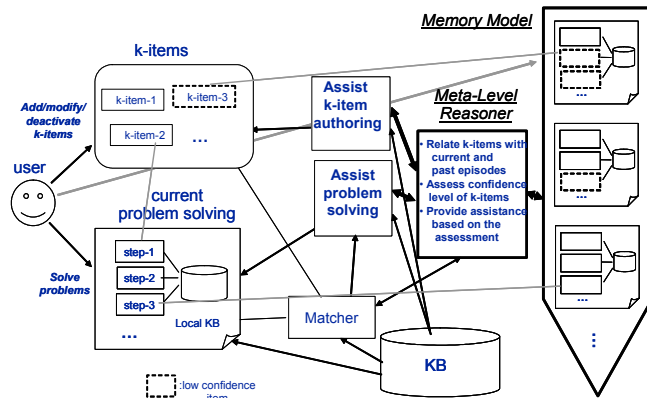 Memory Model
k-items
k-item-1
k-item-3
k-item-2
...
Add/modify/
deactivate
k-items
user
Assist
k-item
authoring
Meta-Level
Reasoner
• Relate k-items with
current and
past episodes
• Assess confidence
level of k-items
• Provide assistance
based on the
assessment
Assist
problem
solving
current
problem solving
step-1
step-2
step-3
...
Local KB
Solve
problems
Matcher
KB
...
...
...
...
:low confidence
item